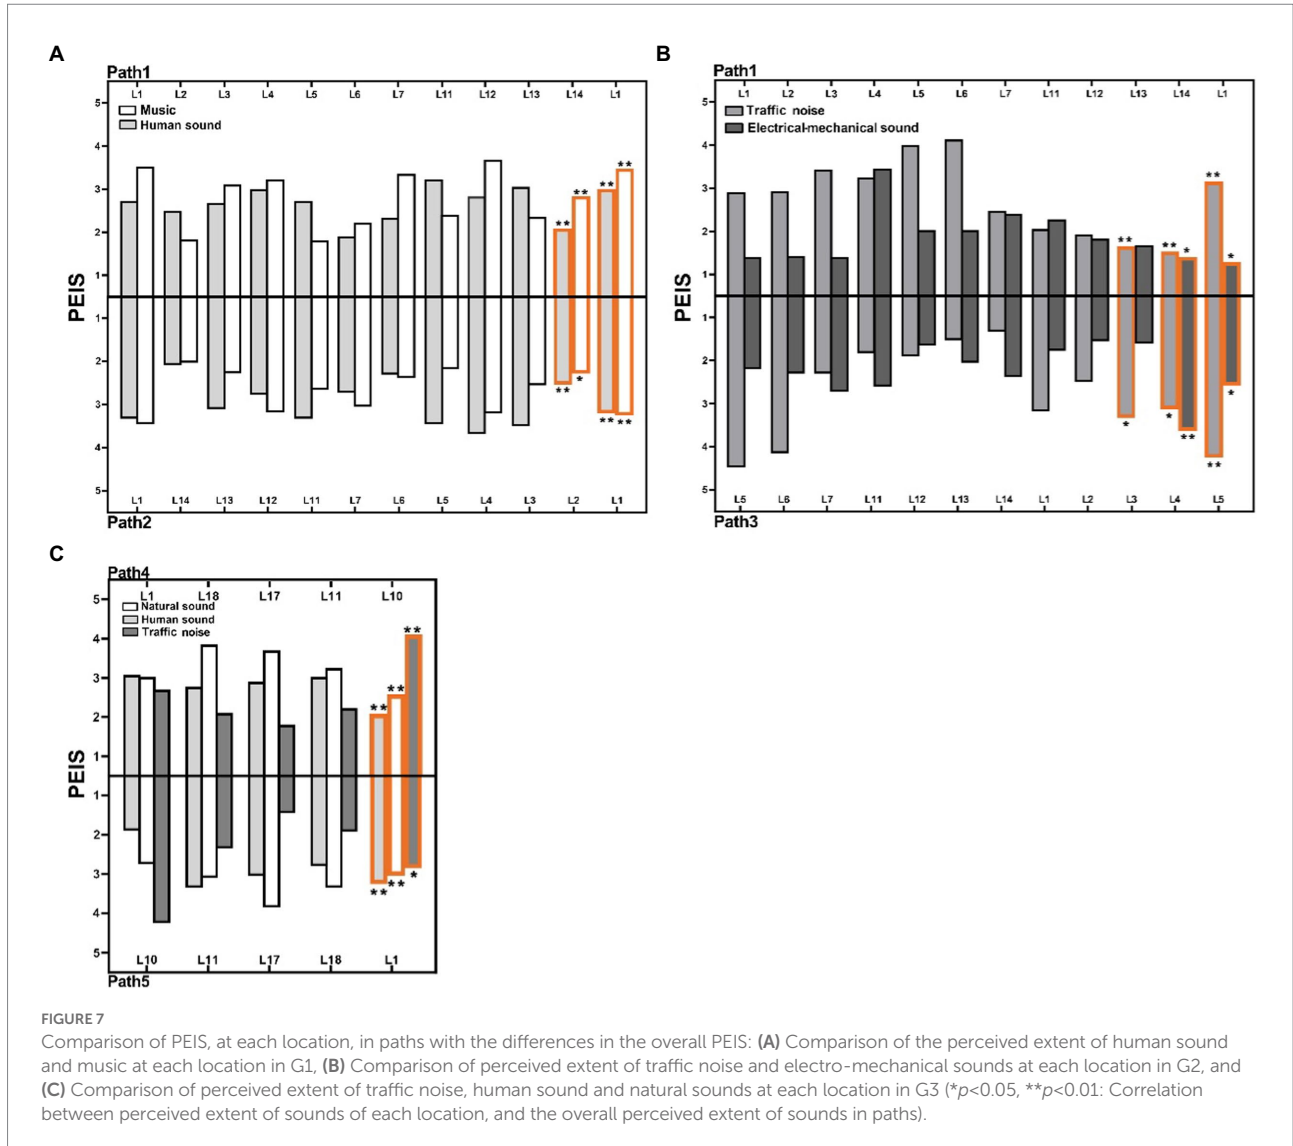 A
Path1
L1 L2 L3 L4 L5 L6 L7 L11 L12 L13 L14 L1
Music
Human sound
5
4
3
2
1
PEIS
1
2
3
4
5
** ** ** **
** * ** **
L1 L14 L13 L12 L11 L7 L6 L5 L4 L3 L2 L1
Path2
B
Path1
L1 L2 L3 L4 L5 L6 L7 L11 L12 L13 L14 L1
Traffic noise
Electrical-mechanical sound
5
4
3
2
1
PEIS
1
2
3
4
5
** ** * ** *
* * ** ** *
L5 L6 L7 L11 L12 L13 L14 L1 L2 L3 L4 L5
Path3
C
Path4
L1 L18 L17 L11 L10
Natural sound
Human sound
Traffic noise
5
4
3
2
1
PEIS
1
2
3
4
5
** ** **
** ** *
L10 L11 L17 L18 L1
Path5
FIGURE 7
Comparison of PEIS, at each location, in paths with the differences in the overall PEIS: (A) Comparison of the perceived extent of human sound
and music at each location in G1, (B) Comparison of perceived extent of traffic noise and electro-mechanical sounds at each location in G2, and
(C) Comparison of perceived extent of traffic noise, human sound and natural sounds at each location in G3 (*p<0.05, **p<0.01: Correlation
between perceived extent of sounds of each location, and the overall perceived extent of sounds in paths).